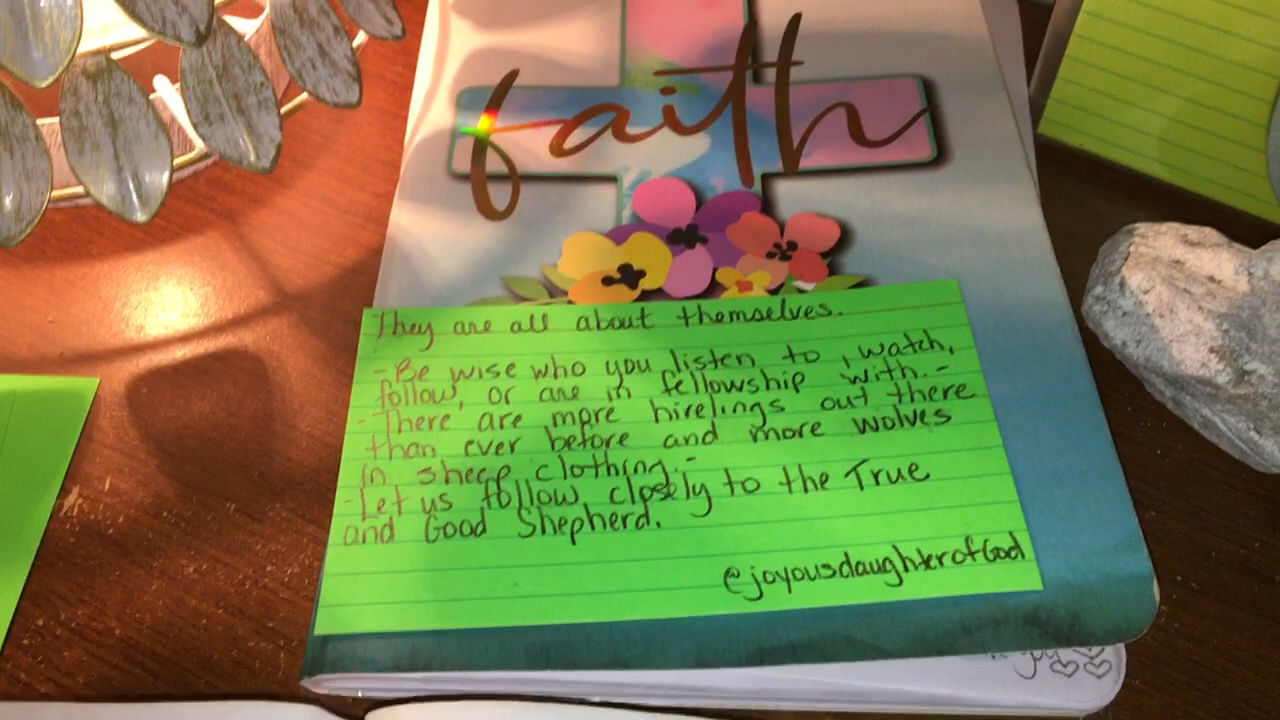 faith
They are all about themselves.
-Be wise who you listen to, watch,
follow, or are in fellowship with.-
-There are more hirelings out there
than ever before and more wolves
in sheep clothing.-
-Let us follow closely to the True
and Good Shepherd.
@joyousdaughterofGod
you